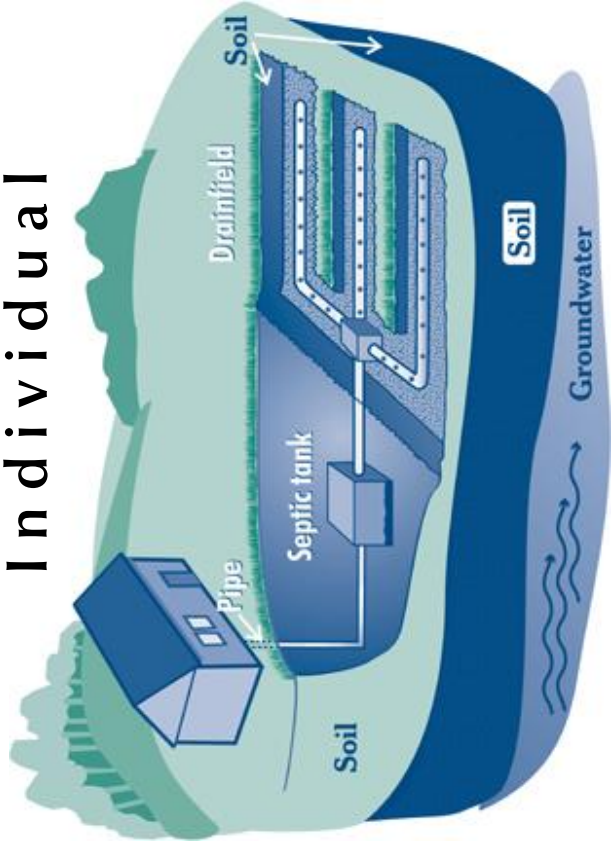 Individual
Pipe
Septic tank
Drainfield
Soil
Soil
Soil
Groundwater